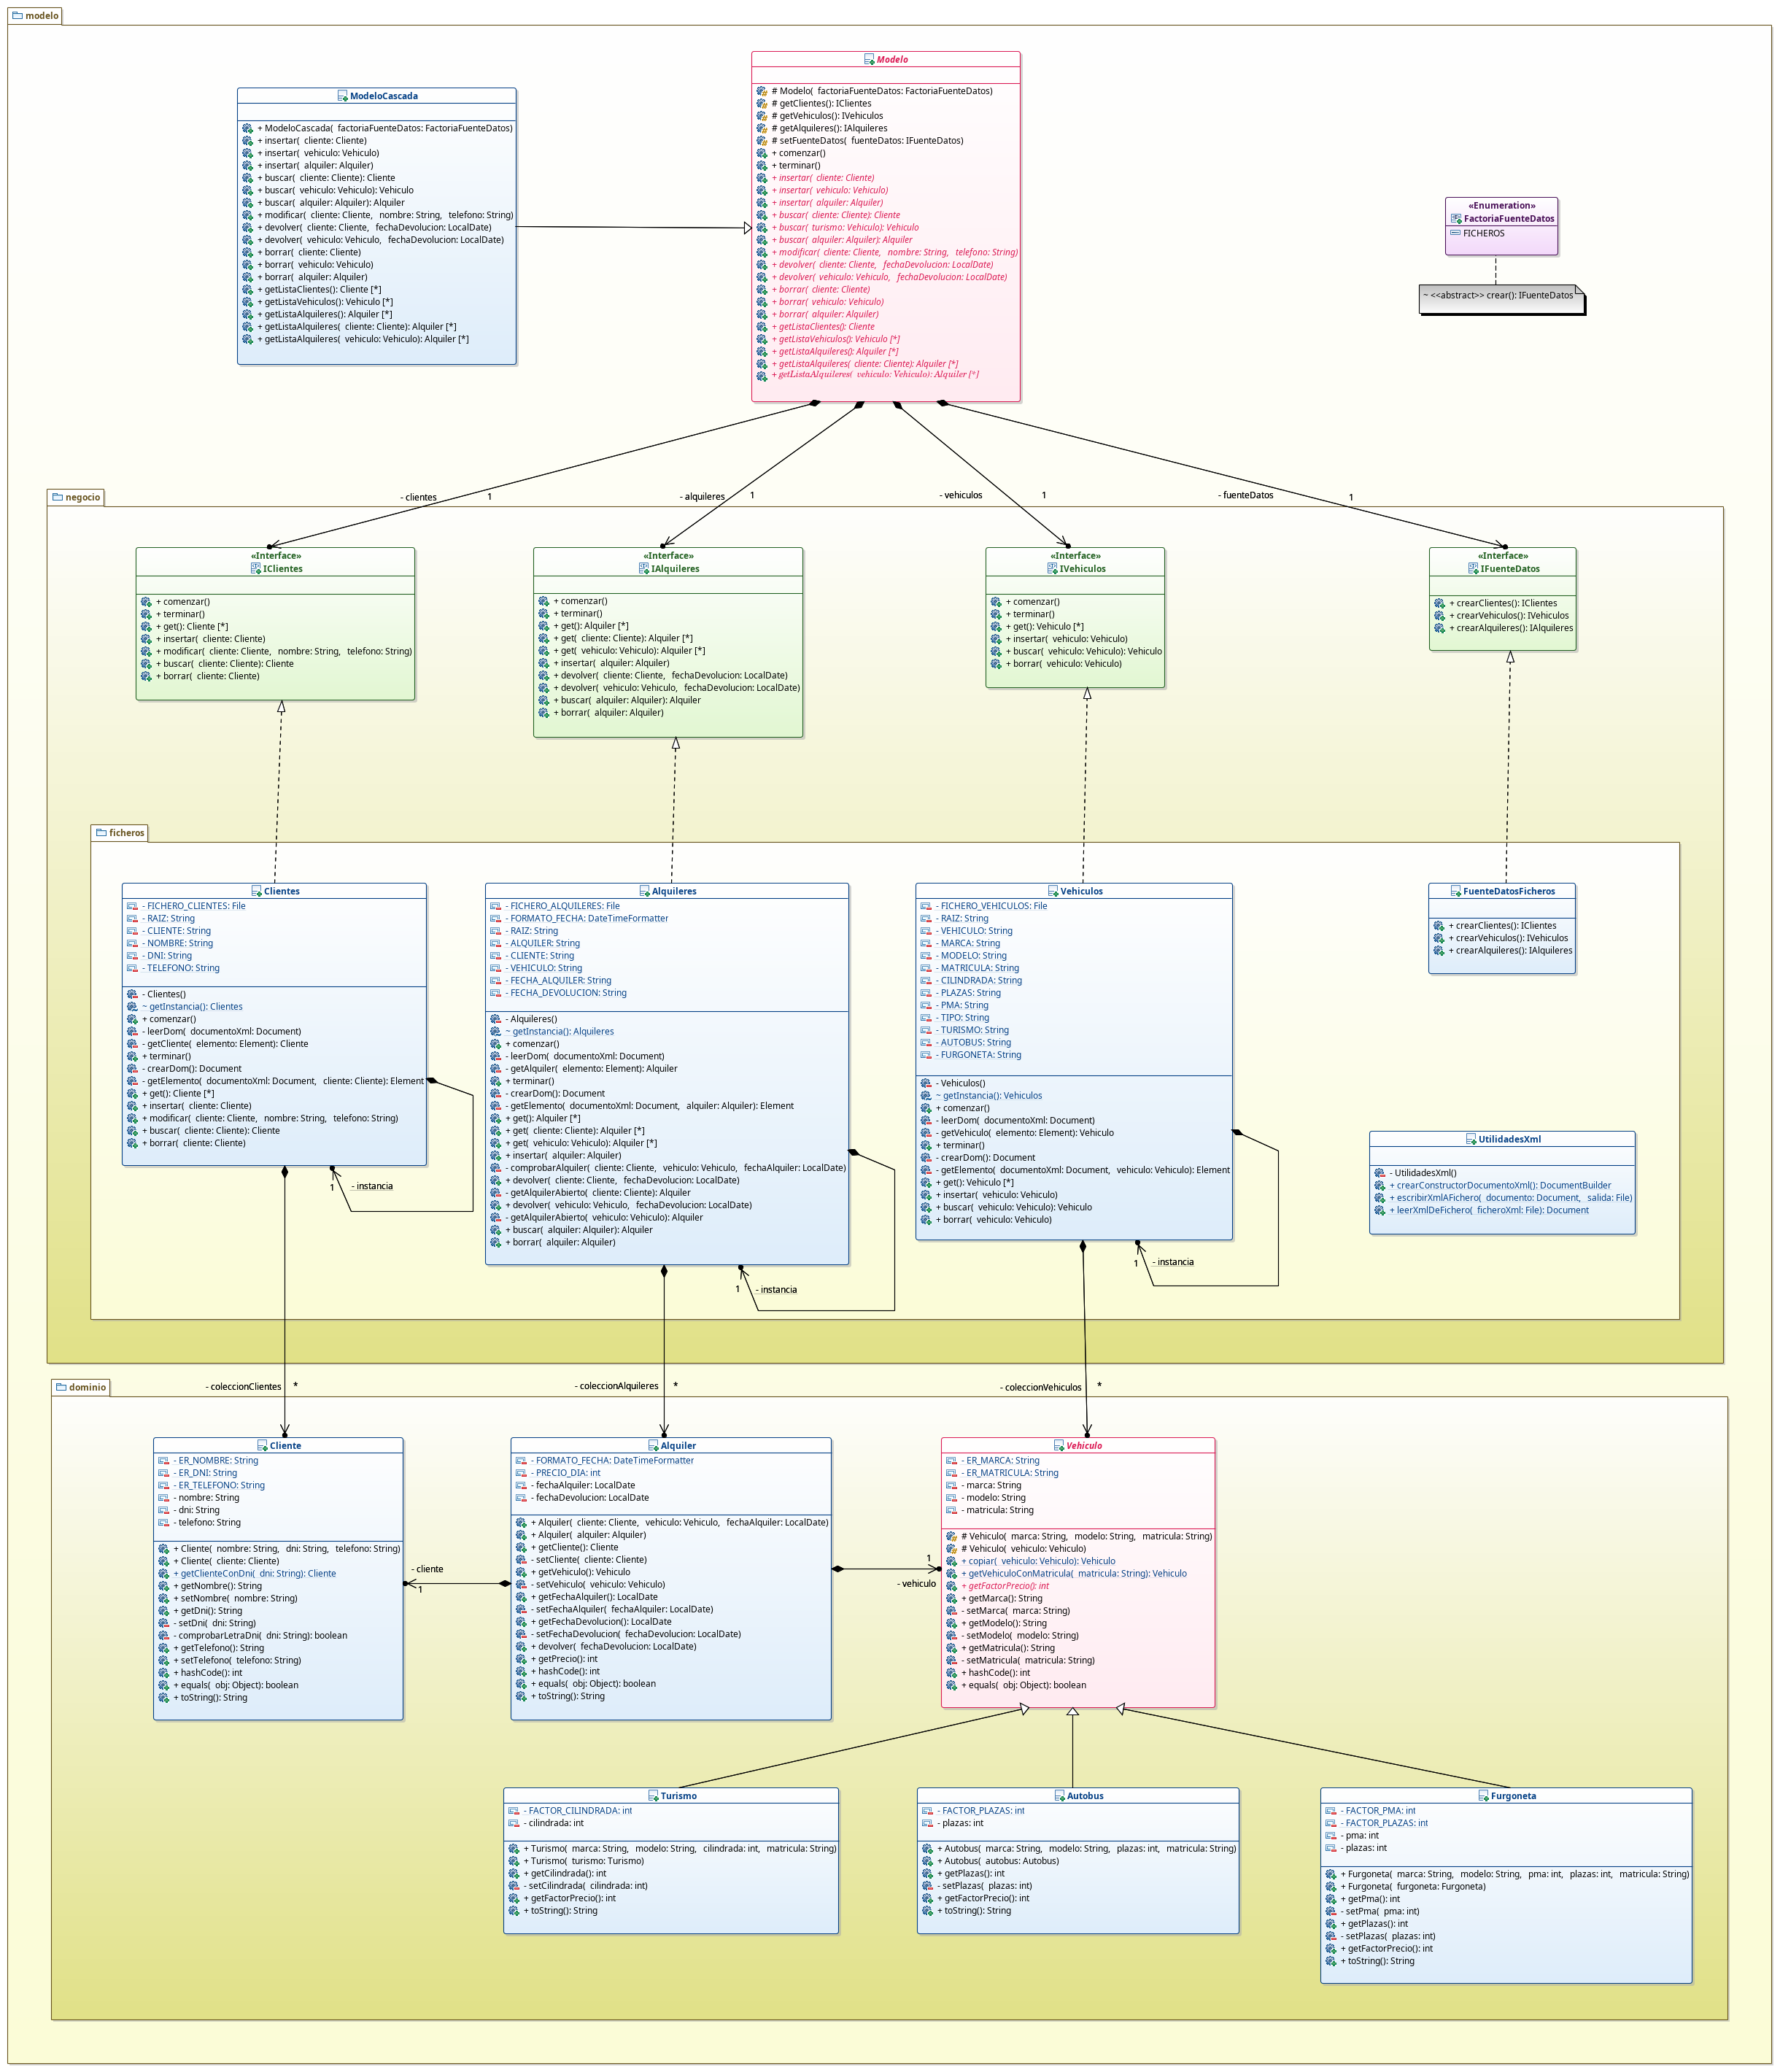 modelo
Modelo
# Modelo(  factoriaFuenteDatos: FactoriaFuenteDatos)
# getClientes(): IClientes
# getVehiculos(): IVehiculos
# getAlquileres(): IAlquileres
# setFuenteDatos(  fuenteDatos: IFuenteDatos)
+ comenzar()
+ terminar()
+ insertar(  cliente: Cliente)
+ insertar(  vehiculo: Vehiculo)
+ insertar(  alquiler: Alquiler)
+ buscar(  cliente: Cliente): Cliente
+ buscar(  turismo: Vehiculo): Vehiculo
+ buscar(  alquiler: Alquiler): Alquiler
+ modificar(  cliente: Cliente,   nombre: String,   telefono: String)
+ devolver(  cliente: Cliente,   fechaDevolucion: LocalDate)
+ devolver(  vehiculo: Vehiculo,   fechaDevolucion: LocalDate)
+ borrar(  cliente: Cliente)
+ borrar(  vehiculo: Vehiculo)
+ borrar(  alquiler: Alquiler)
+ getListaClientes(): Cliente
+ getListaVehiculos(): Vehiculo [*]
+ getListaAlquileres(): Alquiler [*]
+ getListaAlquileres(  cliente: Cliente): Alquiler [*]
+ getListaAlquileres(  vehiculo: Vehiculo): Alquiler [*]
ModeloCascada
+ ModeloCascada(  factoriaFuenteDatos: FactoriaFuenteDatos)
+ insertar(  cliente: Cliente)
+ insertar(  vehiculo: Vehiculo)
+ insertar(  alquiler: Alquiler)
+ buscar(  cliente: Cliente): Cliente
+ buscar(  vehiculo: Vehiculo): Vehiculo
+ buscar(  alquiler: Alquiler): Alquiler
+ modificar(  cliente: Cliente,   nombre: String,   telefono: String)
+ devolver(  cliente: Cliente,   fechaDevolucion: LocalDate)
+ devolver(  vehiculo: Vehiculo,   fechaDevolucion: LocalDate)
+ borrar(  cliente: Cliente)
+ borrar(  vehiculo: Vehiculo)
+ borrar(  alquiler: Alquiler)
+ getListaClientes(): Cliente [*]
+ getListaVehiculos(): Vehiculo [*]
+ getListaAlquileres(): Alquiler [*]
+ getListaAlquileres(  cliente: Cliente): Alquiler [*]
+ getListaAlquileres(  vehiculo: Vehiculo): Alquiler [*]
«Enumeration»
FactoriaFuenteDatos
FICHEROS
~ <<abstract>> crear(): IFuenteDatos
- clientes
1
- alquileres
1
- vehiculos
1
- fuenteDatos
1
negocio
«Interface»
IClientes
+ comenzar()
+ terminar()
+ get(): Cliente [*]
+ insertar(  cliente: Cliente)
+ modificar(  cliente: Cliente,   nombre: String,   telefono: String)
+ buscar(  cliente: Cliente): Cliente
+ borrar(  cliente: Cliente)
«Interface»
IAlquileres
+ comenzar()
+ terminar()
+ get(): Alquiler [*]
+ get(  cliente: Cliente): Alquiler [*]
+ get(  vehiculo: Vehiculo): Alquiler [*]
+ insertar(  alquiler: Alquiler)
+ devolver(  cliente: Cliente,   fechaDevolucion: LocalDate)
+ devolver(  vehiculo: Vehiculo,   fechaDevolucion: LocalDate)
+ buscar(  alquiler: Alquiler): Alquiler
+ borrar(  alquiler: Alquiler)
«Interface»
IVehiculos
+ comenzar()
+ terminar()
+ get(): Vehiculo [*]
+ insertar(  vehiculo: Vehiculo)
+ buscar(  vehiculo: Vehiculo): Vehiculo
+ borrar(  vehiculo: Vehiculo)
«Interface»
IFuenteDatos
+ crearClientes(): IClientes
+ crearVehiculos(): IVehiculos
+ crearAlquileres(): IAlquileres
ficheros
Clientes
- FICHERO_CLIENTES: File
- RAIZ: String
- CLIENTE: String
- NOMBRE: String
- DNI: String
- TELEFONO: String
- Clientes()
~ getInstancia(): Clientes
+ comenzar()
- leerDom(  documentoXml: Document)
- getCliente(  elemento: Element): Cliente
+ terminar()
- crearDom(): Document
- getElemento(  documentoXml: Document,   cliente: Cliente): Element
+ get(): Cliente [*]
+ insertar(  cliente: Cliente)
+ modificar(  cliente: Cliente,   nombre: String,   telefono: String)
+ buscar(  cliente: Cliente): Cliente
+ borrar(  cliente: Cliente)
1
- instancia
Alquileres
- FICHERO_ALQUILERES: File
- FORMATO_FECHA: DateTimeFormatter
- RAIZ: String
- ALQUILER: String
- CLIENTE: String
- VEHICULO: String
- FECHA_ALQUILER: String
- FECHA_DEVOLUCION: String
- Alquileres()
~ getInstancia(): Alquileres
+ comenzar()
- leerDom(  documentoXml: Document)
- getAlquiler(  elemento: Element): Alquiler
+ terminar()
- crearDom(): Document
- getElemento(  documentoXml: Document,   alquiler: Alquiler): Element
+ get(): Alquiler [*]
+ get(  cliente: Cliente): Alquiler [*]
+ get(  vehiculo: Vehiculo): Alquiler [*]
+ insertar(  alquiler: Alquiler)
- comprobarAlquiler(  cliente: Cliente,   vehiculo: Vehiculo,   fechaAlquiler: LocalDate)
+ devolver(  cliente: Cliente,   fechaDevolucion: LocalDate)
- getAlquilerAbierto(  cliente: Cliente): Alquiler
+ devolver(  vehiculo: Vehiculo,   fechaDevolucion: LocalDate)
- getAlquilerAbierto(  vehiculo: Vehiculo): Alquiler
+ buscar(  alquiler: Alquiler): Alquiler
+ borrar(  alquiler: Alquiler)
1
- instancia
Vehiculos
- FICHERO_VEHICULOS: File
- RAIZ: String
- VEHICULO: String
- MARCA: String
- MODELO: String
- MATRICULA: String
- CILINDRADA: String
- PLAZAS: String
- PMA: String
- TIPO: String
- TURISMO: String
- AUTOBUS: String
- FURGONETA: String
- Vehiculos()
~ getInstancia(): Vehiculos
+ comenzar()
- leerDom(  documentoXml: Document)
- getVehiculo(  elemento: Element): Vehiculo
+ terminar()
- crearDom(): Document
- getElemento(  documentoXml: Document,   vehiculo: Vehiculo): Element
+ get(): Vehiculo [*]
+ insertar(  vehiculo: Vehiculo)
+ buscar(  vehiculo: Vehiculo): Vehiculo
+ borrar(  vehiculo: Vehiculo)
1
- instancia
FuenteDatosFicheros
+ crearClientes(): IClientes
+ crearVehiculos(): IVehiculos
+ crearAlquileres(): IAlquileres
UtilidadesXml
- UtilidadesXml()
+ crearConstructorDocumentoXml(): DocumentBuilder
+ escribirXmlAFichero(  documento: Document,   salida: File)
+ leerXmlDeFichero(  ficheroXml: File): Document
- coleccionClientes
*
- coleccionAlquileres
*
- coleccionVehiculos
*
dominio
Cliente
- ER_NOMBRE: String
- ER_DNI: String
- ER_TELEFONO: String
- nombre: String
- dni: String
- telefono: String
+ Cliente(  nombre: String,   dni: String,   telefono: String)
+ Cliente(  cliente: Cliente)
+ getClienteConDni(  dni: String): Cliente
+ getNombre(): String
+ setNombre(  nombre: String)
+ getDni(): String
- setDni(  dni: String)
- comprobarLetraDni(  dni: String): boolean
+ getTelefono(): String
+ setTelefono(  telefono: String)
+ hashCode(): int
+ equals(  obj: Object): boolean
+ toString(): String
- cliente
1
Alquiler
- FORMATO_FECHA: DateTimeFormatter
- PRECIO_DIA: int
- fechaAlquiler: LocalDate
- fechaDevolucion: LocalDate
+ Alquiler(  cliente: Cliente,   vehiculo: Vehiculo,   fechaAlquiler: LocalDate)
+ Alquiler(  alquiler: Alquiler)
+ getCliente(): Cliente
- setCliente(  cliente: Cliente)
+ getVehiculo(): Vehiculo
- setVehiculo(  vehiculo: Vehiculo)
+ getFechaAlquiler(): LocalDate
- setFechaAlquiler(  fechaAlquiler: LocalDate)
+ getFechaDevolucion(): LocalDate
- setFechaDevolucion(  fechaDevolucion: LocalDate)
+ devolver(  fechaDevolucion: LocalDate)
+ getPrecio(): int
+ hashCode(): int
+ equals(  obj: Object): boolean
+ toString(): String
1
- vehiculo
Vehiculo
- ER_MARCA: String
- ER_MATRICULA: String
- marca: String
- modelo: String
- matricula: String
# Vehiculo(  marca: String,   modelo: String,   matricula: String)
# Vehiculo(  vehiculo: Vehiculo)
+ copiar(  vehiculo: Vehiculo): Vehiculo
+ getVehiculoConMatricula(  matricula: String): Vehiculo
+ getFactorPrecio(): int
+ getMarca(): String
- setMarca(  marca: String)
+ getModelo(): String
- setModelo(  modelo: String)
+ getMatricula(): String
- setMatricula(  matricula: String)
+ hashCode(): int
+ equals(  obj: Object): boolean
Turismo
- FACTOR_CILINDRADA: int
- cilindrada: int
+ Turismo(  marca: String,   modelo: String,   cilindrada: int,   matricula: String)
+ Turismo(  turismo: Turismo)
+ getCilindrada(): int
- setCilindrada(  cilindrada: int)
+ getFactorPrecio(): int
+ toString(): String
Autobus
- FACTOR_PLAZAS: int
- plazas: int
+ Autobus(  marca: String,   modelo: String,   plazas: int,   matricula: String)
+ Autobus(  autobus: Autobus)
+ getPlazas(): int
- setPlazas(  plazas: int)
+ getFactorPrecio(): int
+ toString(): String
Furgoneta
- FACTOR_PMA: int
- FACTOR_PLAZAS: int
- pma: int
- plazas: int
+ Furgoneta(  marca: String,   modelo: String,   pma: int,   plazas: int,   matricula: String)
+ Furgoneta(  furgoneta: Furgoneta)
+ getPma(): int
- setPma(  pma: int)
+ getPlazas(): int
- setPlazas(  plazas: int)
+ getFactorPrecio(): int
+ toString(): String